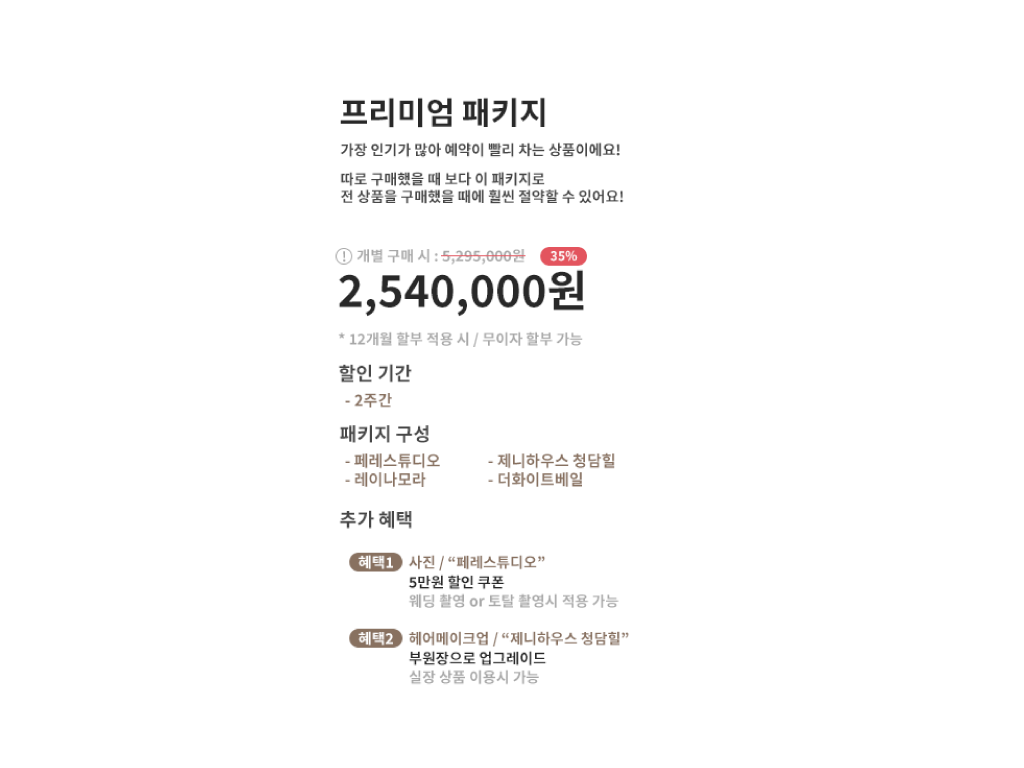 프리미엄 패키지
가장 인기가 많아 예약이 빨리 차는 상품이에요!
따로 구매했을 때 보다 이 패키지로
전 상품을 구매했을 때에 훨씬 절약할 수 있어요!
! 개별 구매 시 : 5,295,000원 35%
2,540,000원
* 12개월 할부 적용 시 / 무이자 할부 가능
할인 기간
- 2주간
패키지 구성
- 페레스튜디오 - 제니하우스 청담힐
- 레이나모라 - 더화이트베일
추가 혜택
혜택1 사진 / “페레스튜디오”
5만원 할인 쿠폰
웨딩 촬영 or 토탈 촬영시 적용 가능
혜택2 헤어메이크업 / “제니하우스 청담힐”
부원장으로 업그레이드
실장 상품 이용시 가능